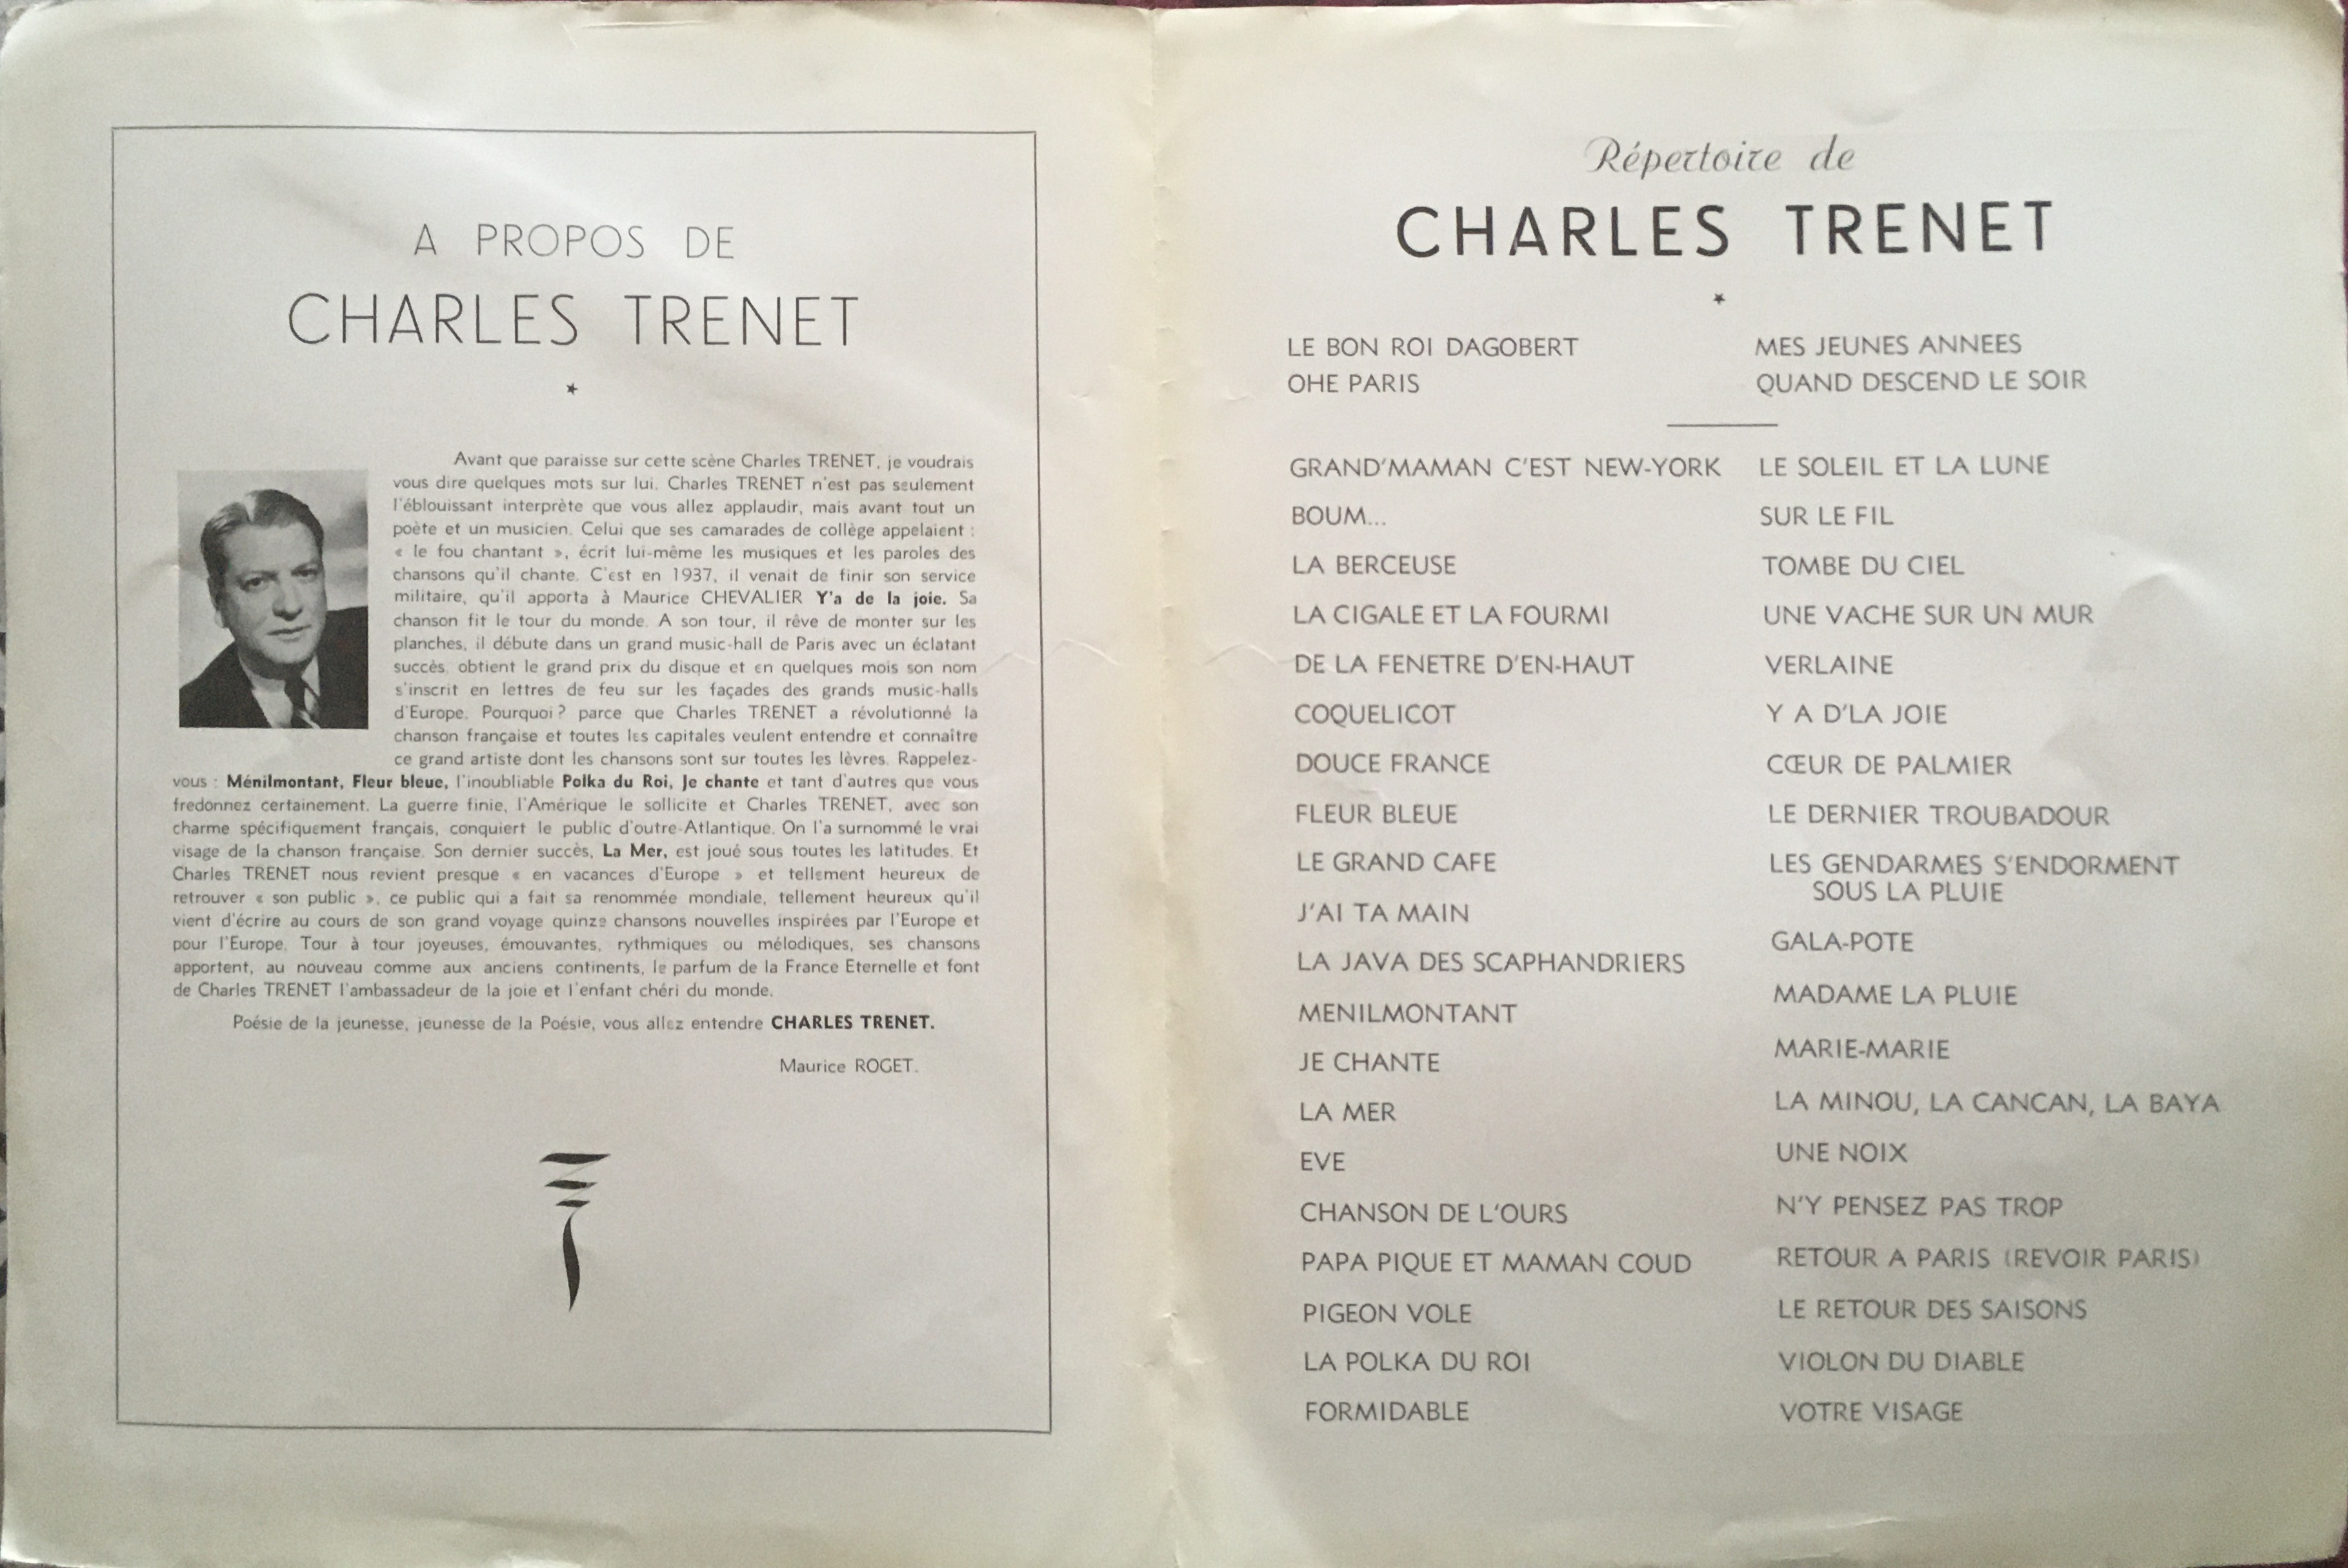 A PROPOS DE
CHARLES TRENET
Avant que paraisse sur cette scène Charles TRENET, je voudrais
vous dire quelques mots sur lui. Charles TRENET n'est pas seulement
l'éblouissant interprète que vous allez applaudir, mais avant tout un
poète et un musicien. Celui que ses camarades de collège appelaient :
« le fou chantant », écrit lui-même les musiques et les paroles des
chansons qu'il chante. C'est en 1937, il venait de finir son service
militaire, qu'il apporta à Maurice CHEVALIER Y'a de la joie. Sa
chanson fit le tour du monde. A son tour, il rêve de monter sur les
planches, il débute dans un grand music-hall de Paris avec un éclatant
succès, obtient le grand prix du disque et en quelques mois son nom
s'inscrit en lettres de feu sur les façades des grands music-halls
d'Europe. Pourquoi ? parce que Charles TRENET a révolutionné la
chanson française et toutes les capitales veulent entendre et connaître
ce grand artiste dont les chansons sont sur toutes les lèvres. Rappelez-
vous : Ménilmontant, Fleur bleue, l'inoubliable Polka du Roi, Je chante et tant d'autres que vous
fredonnez certainement. La guerre finie, l'Amérique le sollicite et Charles TRENET, avec son
charme spécifiquement français, conquiert le public d'outre-Atlantique. On l'a surnommé le vrai
visage de la chanson française. Son dernier succès, La Mer, est joué sous toutes les latitudes. Et
Charles TRENET nous revient presque « en vacances d'Europe » et tellement heureux de
retrouver « son public », ce public qui a fait sa renommée mondiale, tellement heureux qu'il
vient d'écrire au cours de son grand voyage quinze chansons nouvelles inspirées par l'Europe et
pour l'Europe. Tour à tour joyeuses, émouvantes, rythmiques ou mélodiques, ses chansons
apportent, au nouveau comme aux anciens continents, le parfum de la France Eternelle et font
de Charles TRENET l'ambassadeur de la joie et l'enfant chéri du monde.
Poésie de la jeunesse, jeunesse de la Poésie, vous allez entendre CHARLES TRENET.
Maurice ROGET.
Répertoire de
CHARLES TRENET
LE BON ROI DAGOBERT
OHE PARIS
MES JEUNES ANNEES
QUAND DESCEND LE SOIR
GRAND'MAMAN C'EST NEW-YORK
BOUM...
LA BERCEUSE
LA CIGALE ET LA FOURMI
DE LA FENETRE D'EN-HAUT
COQUELICOT
DOUCE FRANCE
FLEUR BLEUE
LE GRAND CAFE
J'AI TA MAIN
LA JAVA DES SCAPHANDRIERS
MENILMONTANT
JE CHANTE
LA MER
EVE
CHANSON DE L'OURS
PAPA PIQUE ET MAMAN COUD
PIGEON VOLE
LA POLKA DU ROI
FORMIDABLE
LE SOLEIL ET LA LUNE
SUR LE FIL
TOMBE DU CIEL
UNE VACHE SUR UN MUR
VERLAINE
Y A D'LA JOIE
CŒUR DE PALMIER
LE DERNIER TROUBADOUR
LES GENDARMES S'ENDORMENT
SOUS LA PLUIE
GALA-POTE
MADAME LA PLUIE
MARIE-MARIE
LA MINOU, LA CANCAN, LA BAYA
UNE NOIX
N'Y PENSEZ PAS TROP
RETOUR A PARIS (REVOIR PARIS)
LE RETOUR DES SAISONS
VIOLON DU DIABLE
VOTRE VISAGE